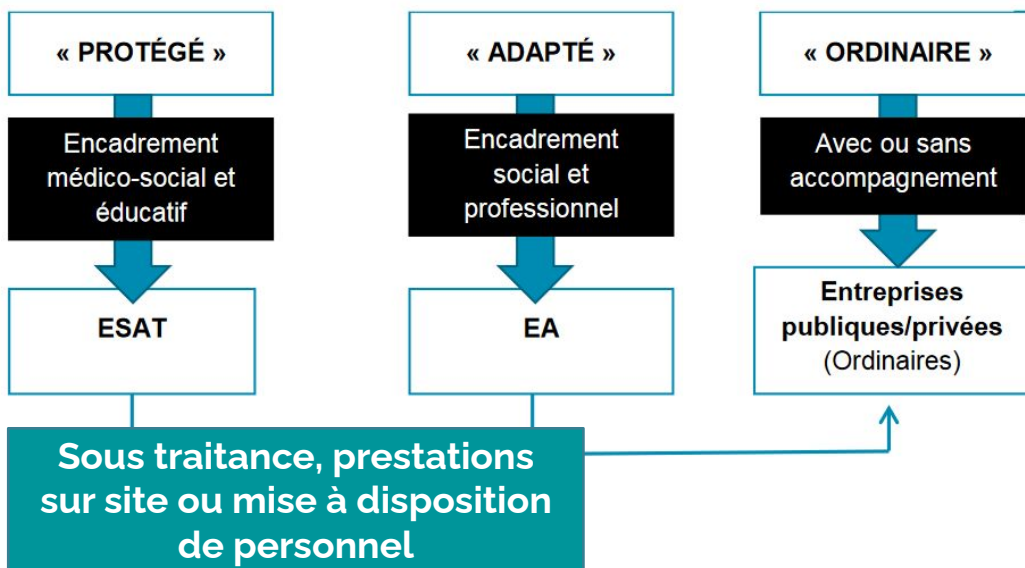 « PROTÉGÉ »
« ADAPTÉ »
« ORDINAIRE »
Encadrement
médico-social et
éducatif
Encadrement
social et
professionnel
Avec ou sans
accompagnement
ESAT
EA
Entreprises
publiques/privées
(Ordinaires)
Sous traitance, prestations
sur site ou mise à disposition
de personnel